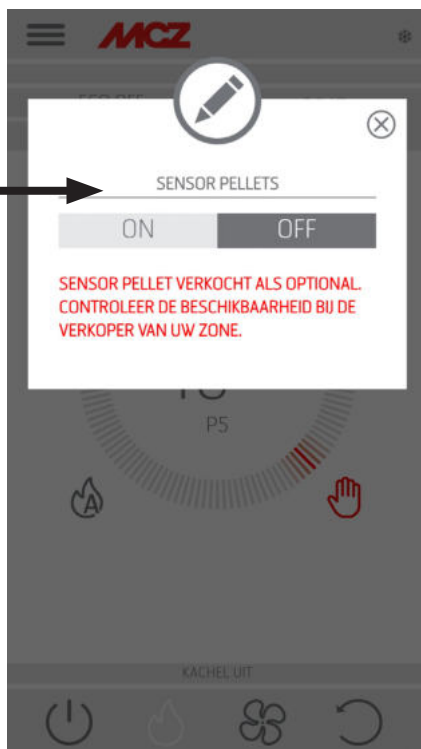 MCZ
SENSOR PELLETS
ON OFF
SENSOR PELLET VERKOCHT ALS OPTIONAL.
CONTROLEER DE BESCHIKBAARHEID BIJ DE
VERKOPER VAN UW ZONE.
P5
A
KACHEL UIT